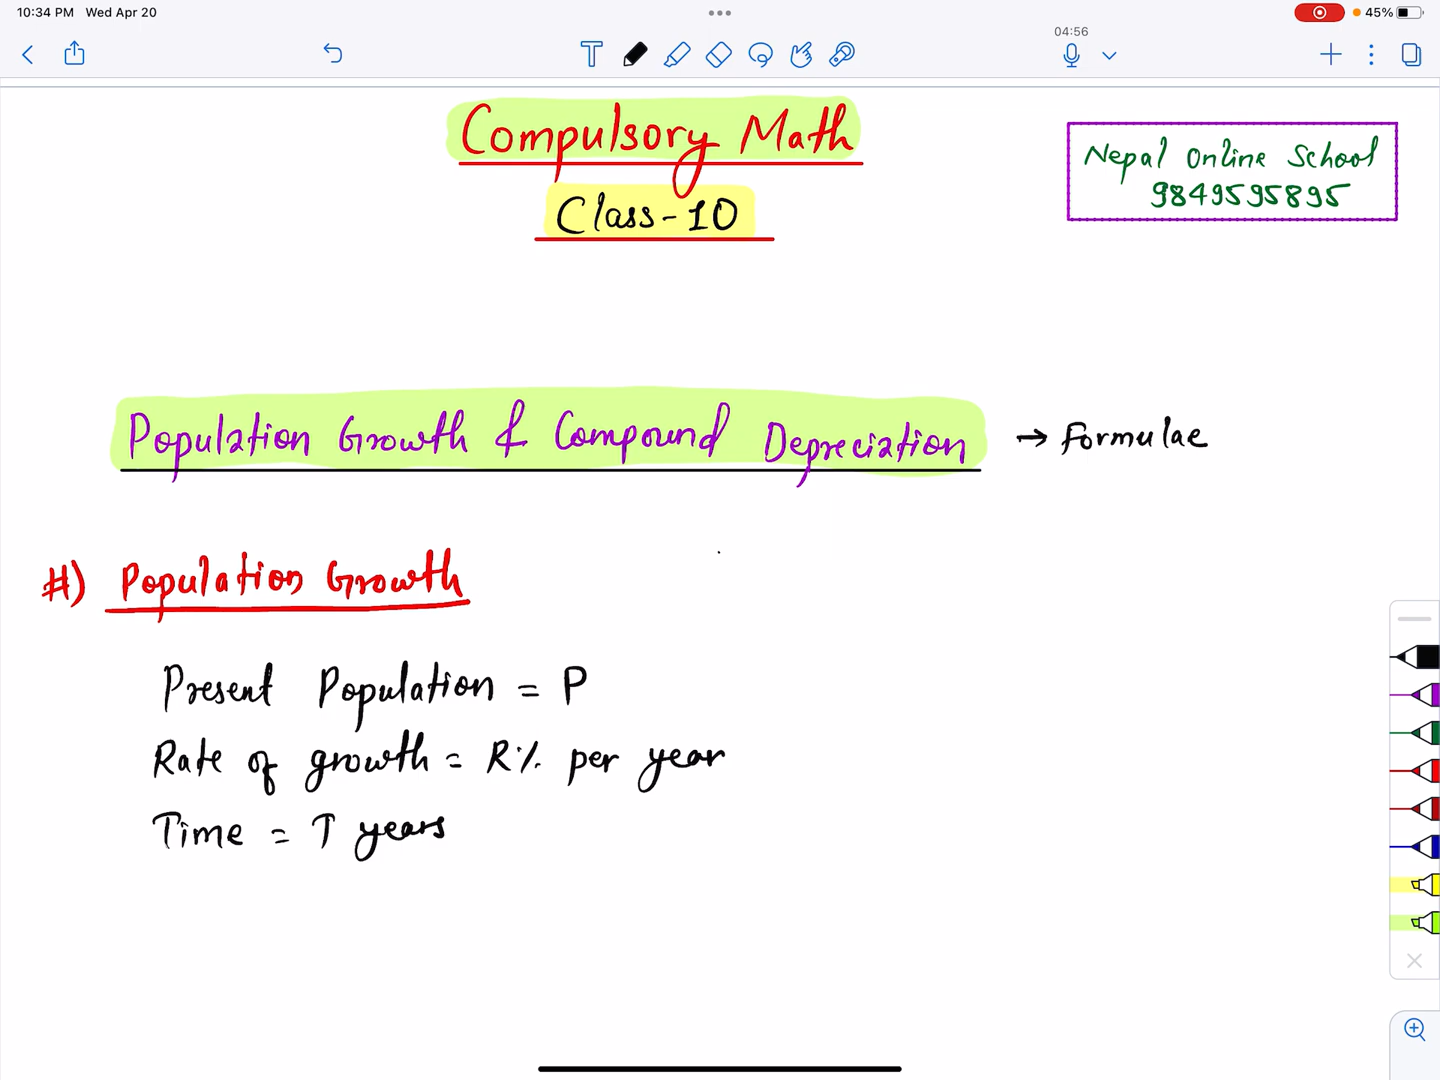 10:34 PM Wed Apr 20
45%
04:56
Compulsory Math
Class-10
Nepal Online School
9849595895
Population Growth & Compound Depreciation → Formulae
#) Population Growth
Present Population = P
Rate of growth = R% per year
Time = T years